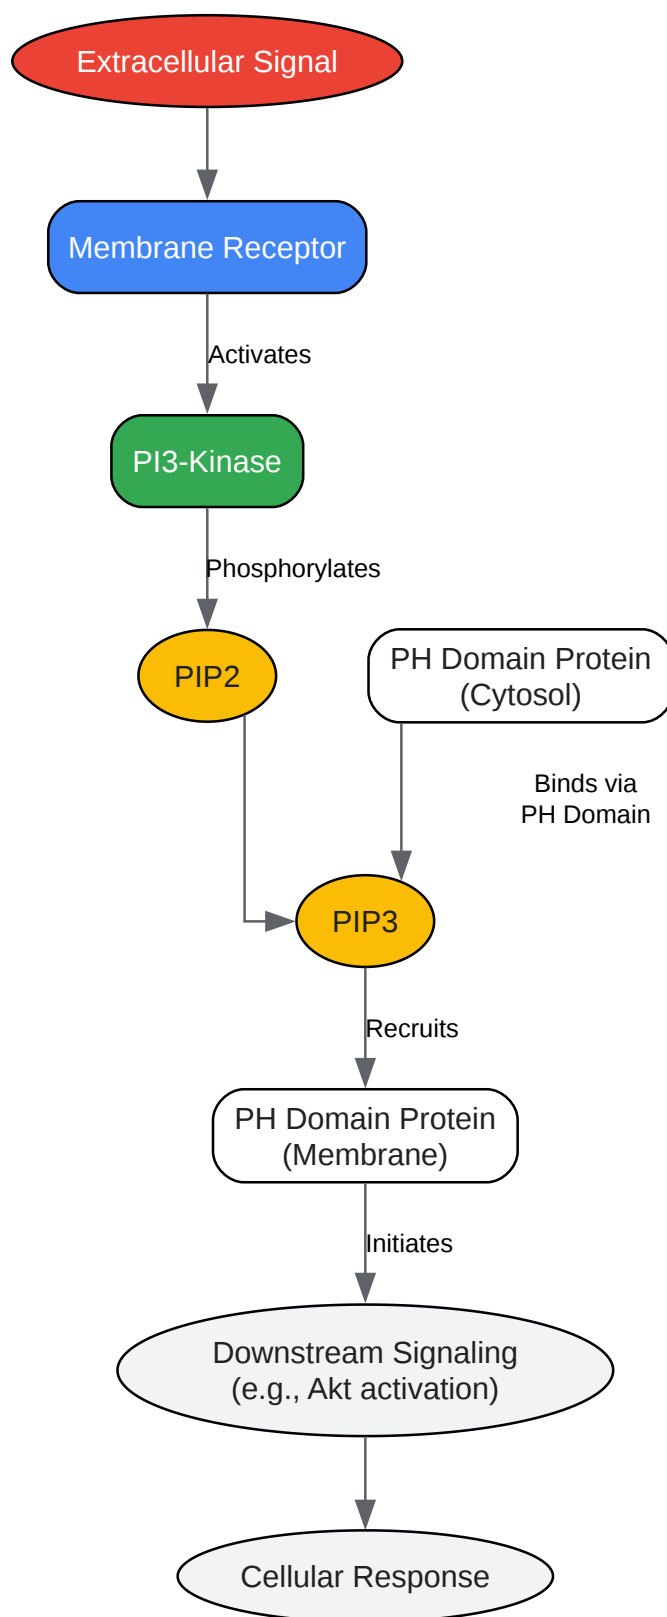 Extracellular Signal
Membrane Receptor
Activates
PI3-Kinase
Phosphorylates
PIP2
PH Domain Protein
(Cytosol)
Binds via
PH Domain
PIP3
Recruits
PH Domain Protein
(Membrane)
Initiates
Downstream Signaling
(e.g., Akt activation)
Cellular Response